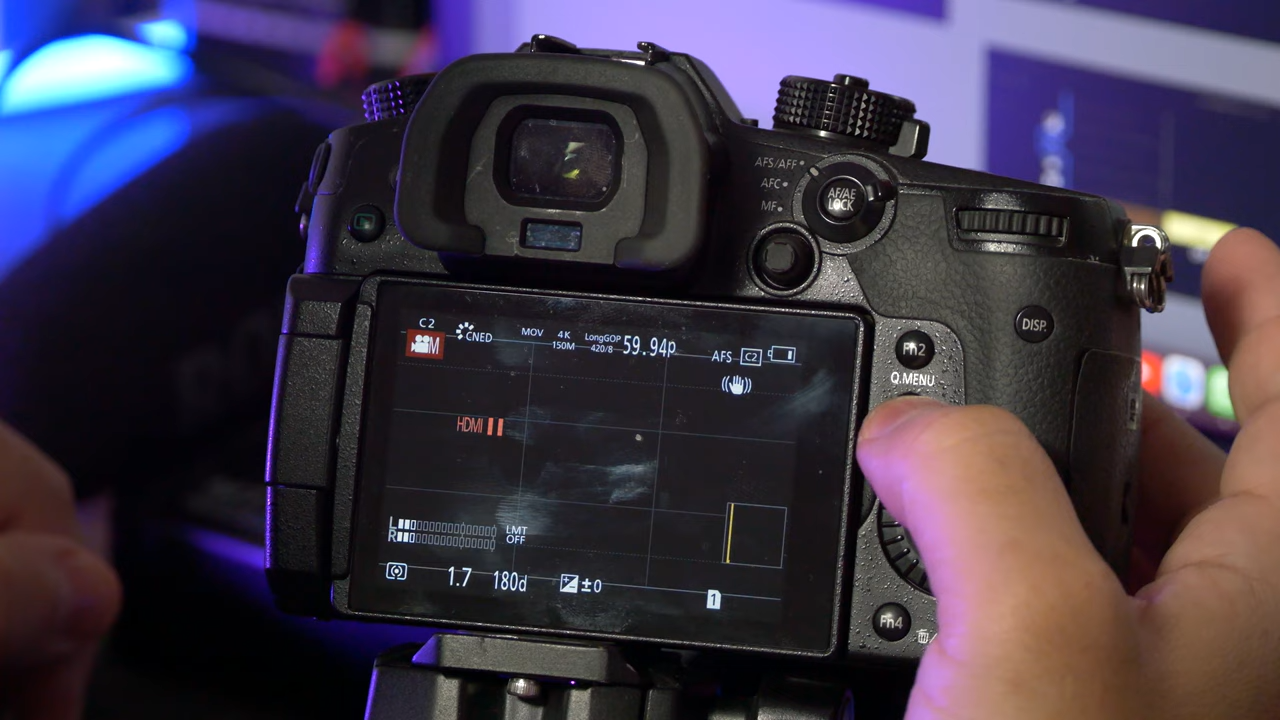 AFS/AFF
AFC
MF
AF/AE
LOCK
DISP.
Fn2
Q.MENU
Fn4
C2
M
CNED
MOV
4K
150M
LongGOP
420/8
59.94p
AFS
C2
HDMI
L
R
LMT
OFF
1.7
180d
±0
1